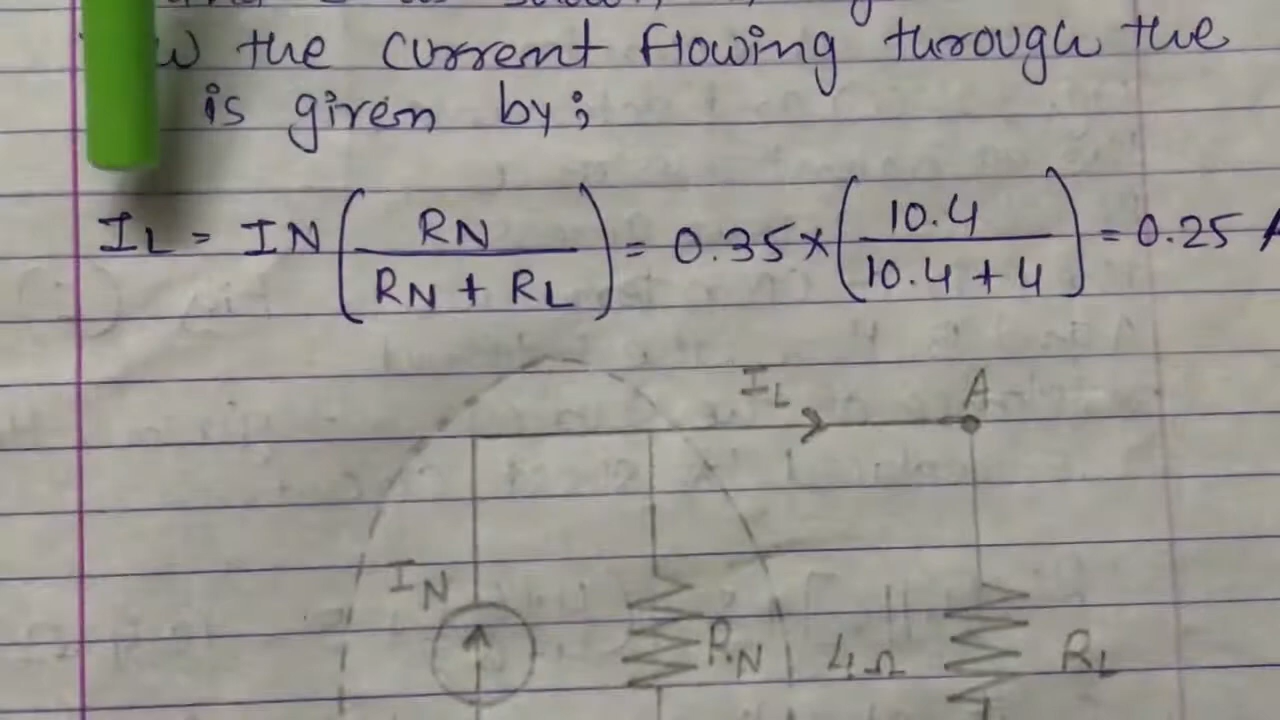 the current flowing through the
is given by;
IL = IN ( RN / RN + RL ) = 0.35 × ( 10.4 / 10.4 + 4 ) = 0.25 A
IL
A
IN
RN
4Ω
RL